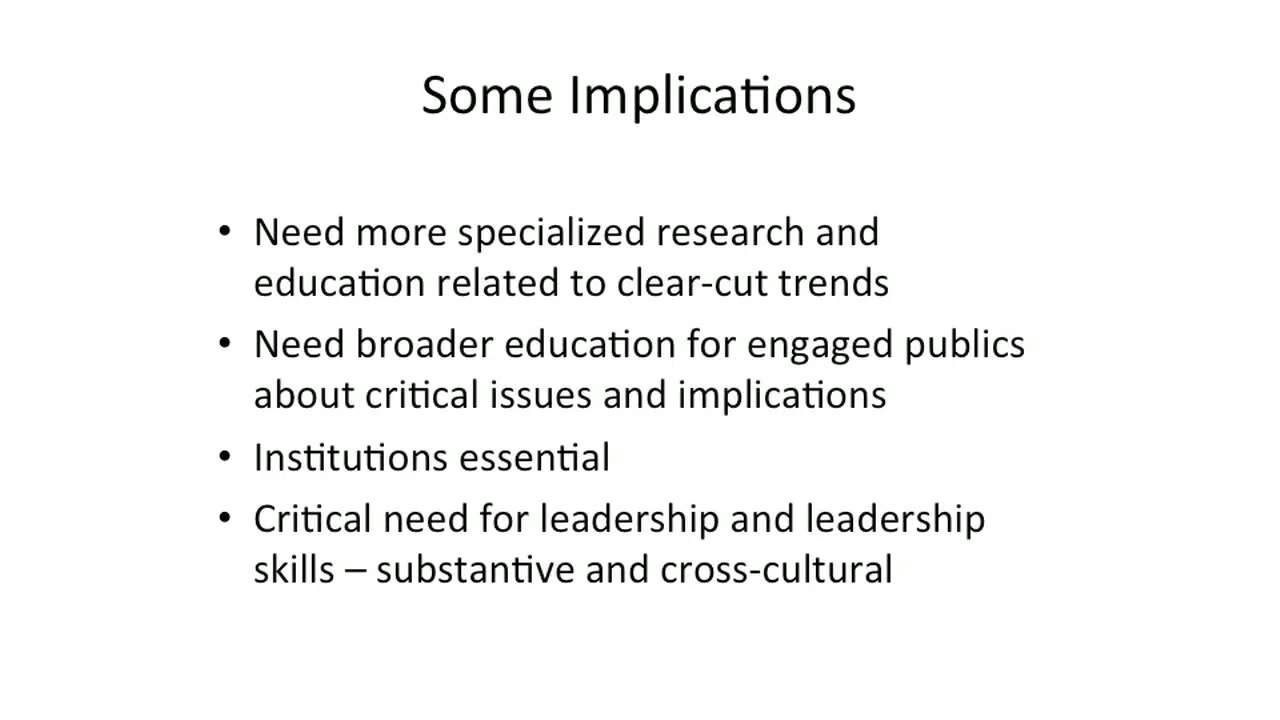 Some Implications
• Need more specialized research and
education related to clear-cut trends
• Need broader education for engaged publics
about critical issues and implications
• Institutions essential
• Critical need for leadership and leadership
skills – substantive and cross-cultural